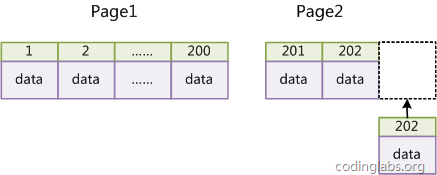 Page1 Page2
1 2 ...... 200 201 202
data data ...... data data data
202
data
codinglabs.org